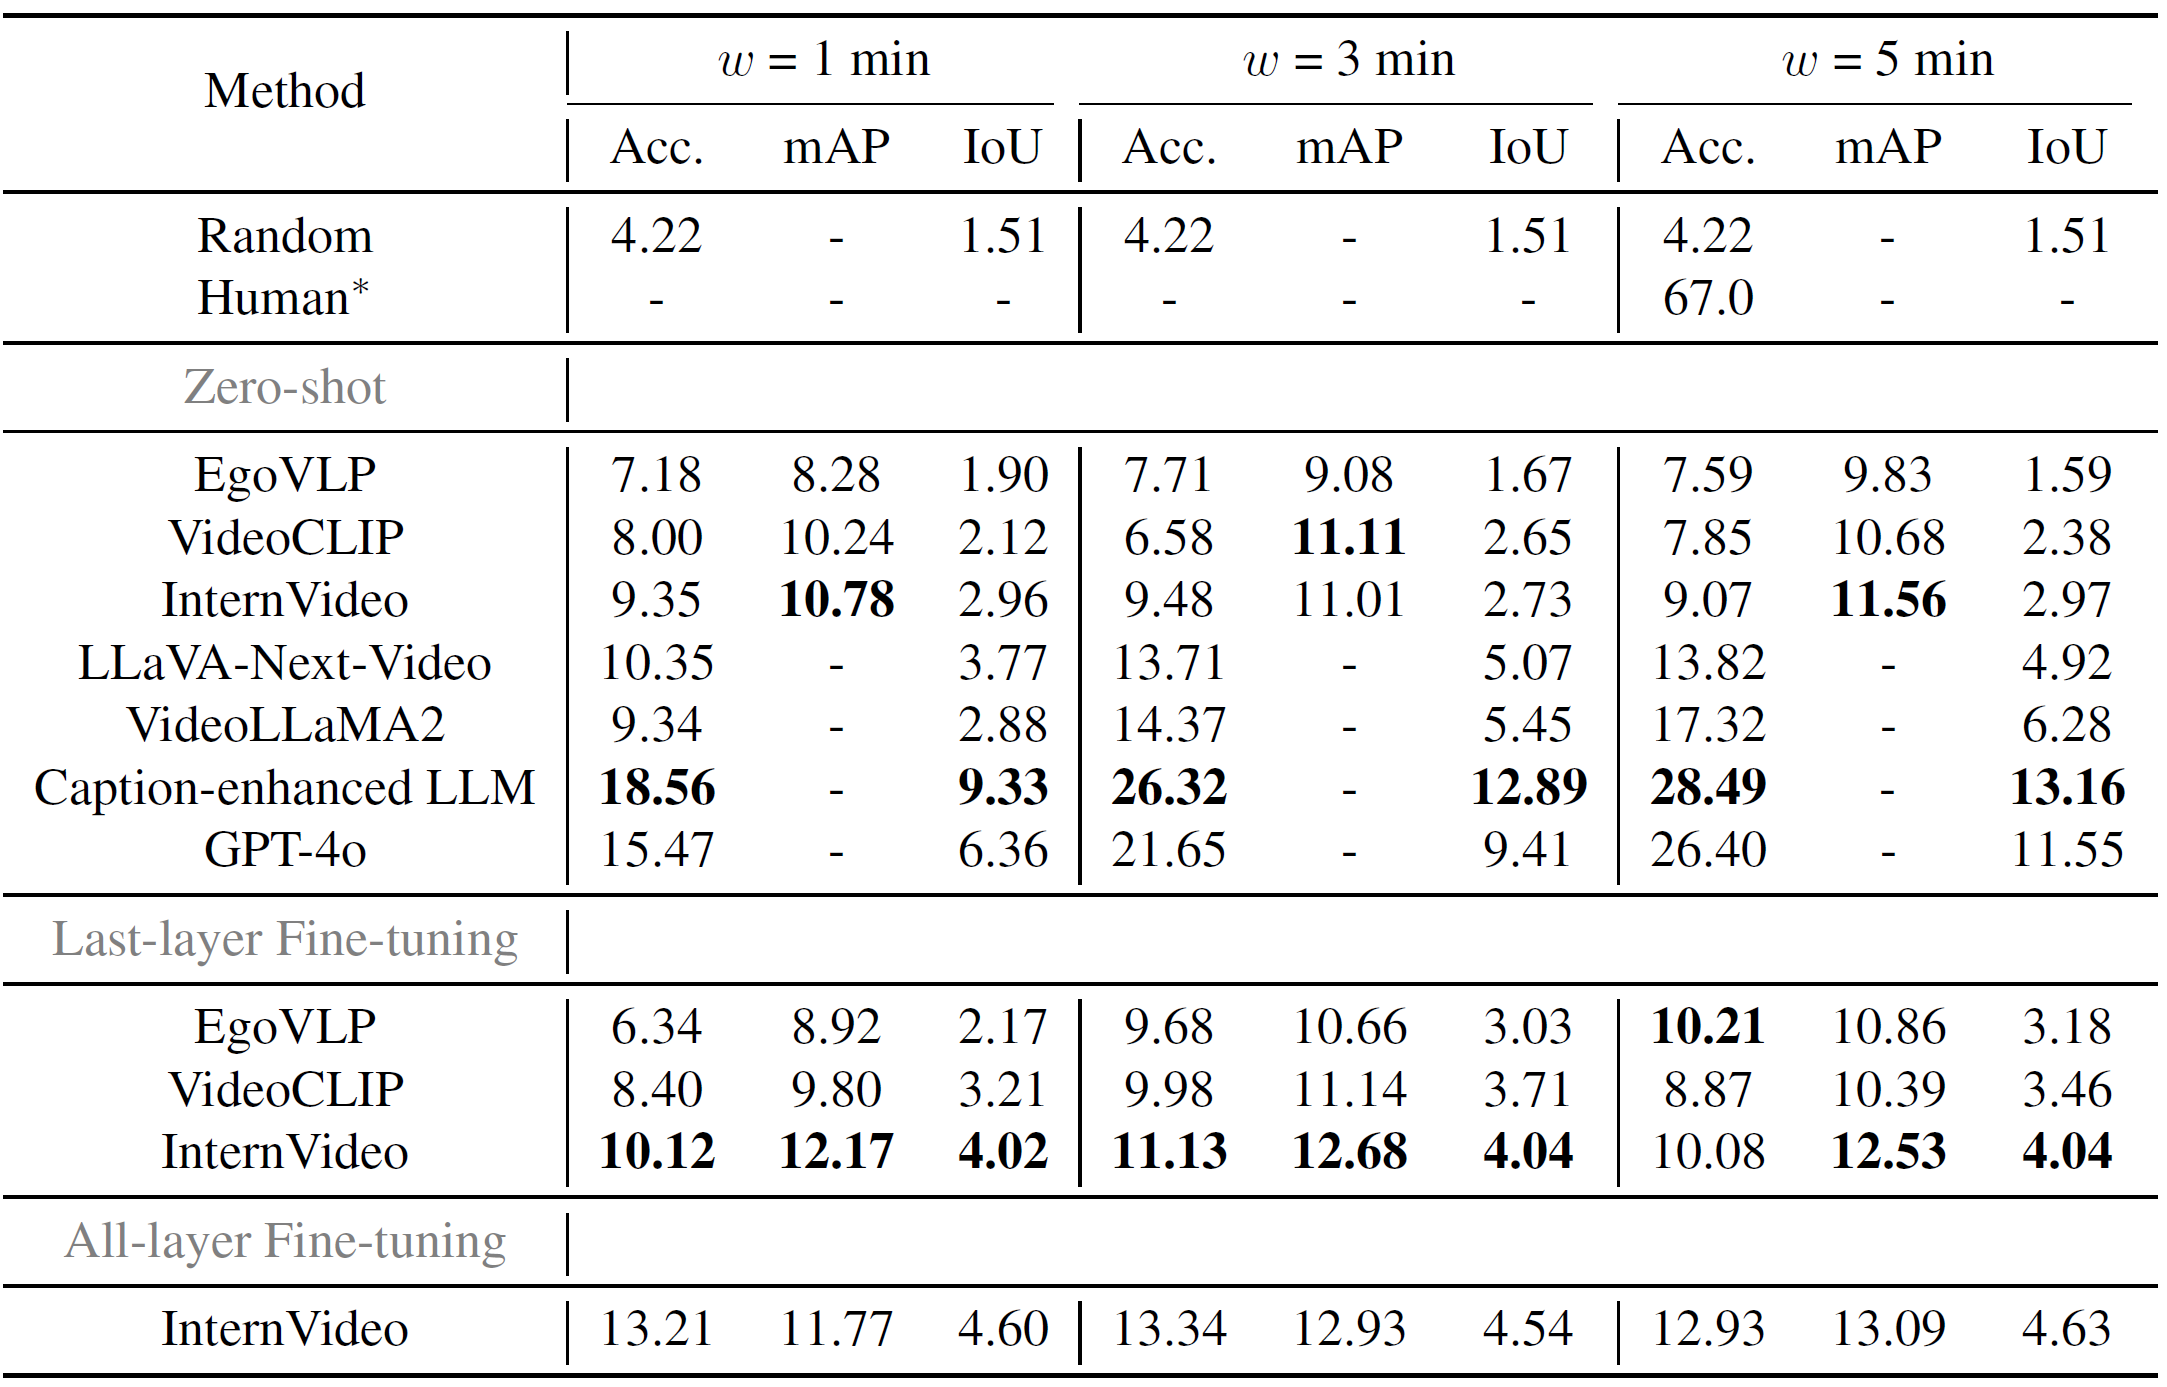 Method w = 1 min w = 3 min w = 5 min
Acc. mAP IoU Acc. mAP IoU Acc. mAP IoU
Random 4.22 - 1.51 4.22 - 1.51 4.22 - 1.51
Human* - - - - - - 67.0 - -
Zero-shot
EgoVLP 7.18 8.28 1.90 7.71 9.08 1.67 7.59 9.83 1.59
VideoCLIP 8.00 10.24 2.12 6.58 11.11 2.65 7.85 10.68 2.38
InternVideo 9.35 10.78 2.96 9.48 11.01 2.73 9.07 11.56 2.97
LLaVA-Next-Video 10.35 - 3.77 13.71 - 5.07 13.82 - 4.92
VideoLLaMA2 9.34 - 2.88 14.37 - 5.45 17.32 - 6.28
Caption-enhanced LLM 18.56 - 9.33 26.32 - 12.89 28.49 - 13.16
GPT-4o 15.47 - 6.36 21.65 - 9.41 26.40 - 11.55
Last-layer Fine-tuning
EgoVLP 6.34 8.92 2.17 9.68 10.66 3.03 10.21 10.86 3.18
VideoCLIP 8.40 9.80 3.21 9.98 11.14 3.71 8.87 10.39 3.46
InternVideo 10.12 12.17 4.02 11.13 12.68 4.04 10.08 12.53 4.04
All-layer Fine-tuning
InternVideo 13.21 11.77 4.60 13.34 12.93 4.54 12.93 13.09 4.63